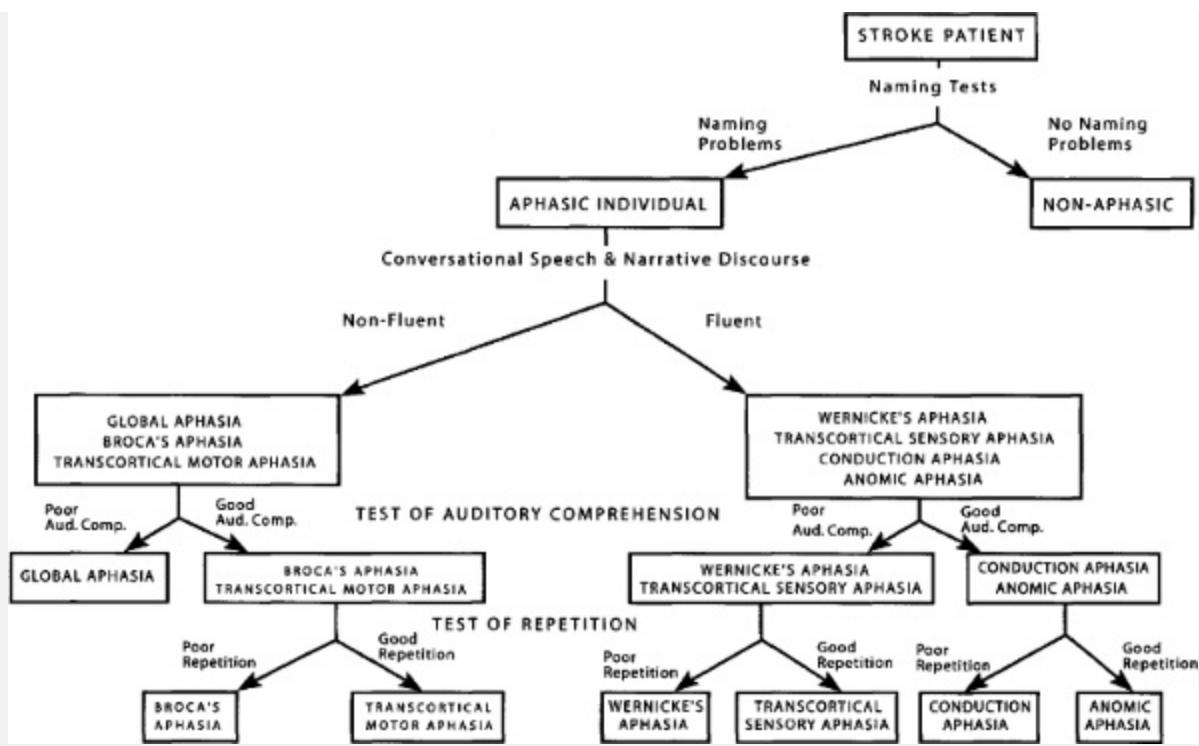 STROKE PATIENT
Naming Tests
Naming
Problems
No Naming
Problems
APHASIC INDIVIDUAL
NON-APHASIC
Conversational Speech & Narrative Discourse
Non-Fluent
Fluent
GLOBAL APHASIA
BROCA'S APHASIA
TRANSCORTICAL MOTOR APHASIA
WERNICKE'S APHASIA
TRANSCORTICAL SENSORY APHASIA
CONDUCTION APHASIA
ANOMIC APHASIA
Poor
Aud. Comp.
Good
Aud. Comp.
TEST OF AUDITORY COMPREHENSION
Poor
Aud. Comp.
Good
Aud. Comp.
GLOBAL APHASIA
BROCA'S APHASIA
TRANSCORTICAL MOTOR APHASIA
WERNICKE'S APHASIA
TRANSCORTICAL SENSORY APHASIA
CONDUCTION APHASIA
ANOMIC APHASIA
TEST OF REPETITION
Poor
Repetition
Good
Repetition
Poor
Repetition
Good
Repetition
Poor
Repetition
Good
Repetition
BROCA'S
APHASIA
TRANSCORTICAL
MOTOR APHASIA
WERNICKE'S
APHASIA
TRANSCORTICAL
SENSORY APHASIA
CONDUCTION
APHASIA
ANOMIC
APHASIA